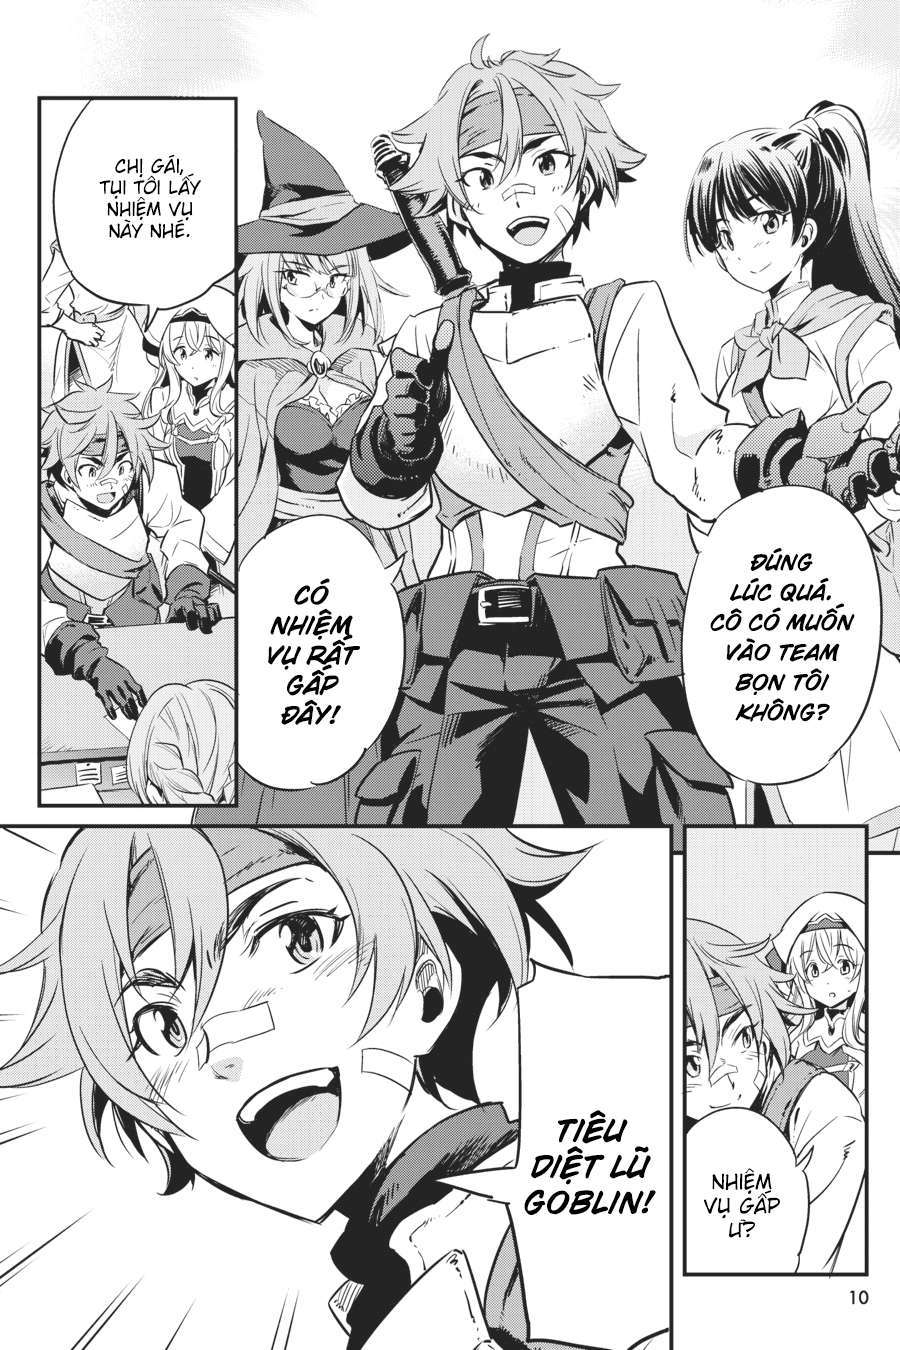 ĐÚNG
LÚC QUÁ.
CÔ CÓ MUỐN
VÀO TEAM
BỌN TÔI
KHÔNG?
CÓ
NHIỆM
VỤ RẤT
GẤP
ĐÂY!
CHỊ GÁI,
TỤI TÔI LẤY
NHIỆM VỤ
NÀY NHÉ.
NHIỆM
VỤ GẤP
Ư?
TIÊU
DIỆT LŨ
GOBLIN!
10